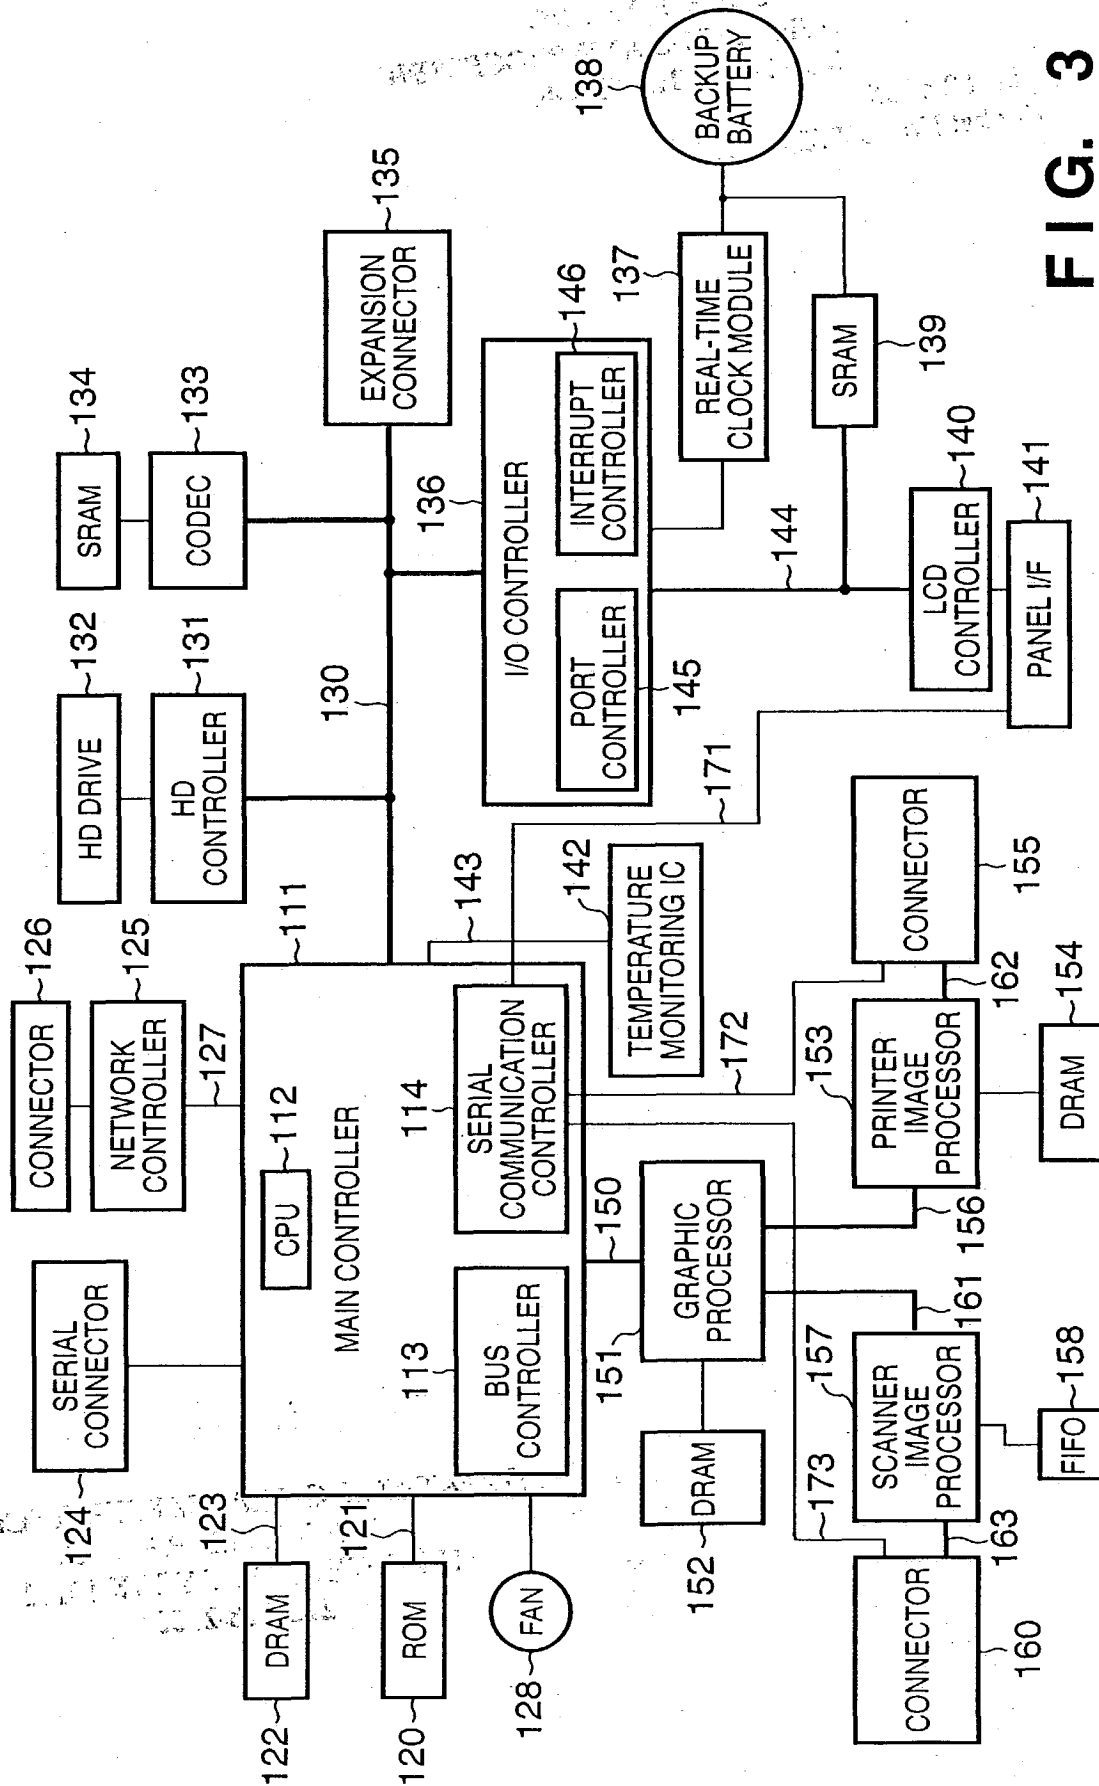 CONNECTOR
126
NETWORK
CONTROLLER
125
127
SERIAL
CONNECTOR
124
HD DRIVE
132
HD
CONTROLLER
131
SRAM
134
CODEC
133
EXPANSION
CONNECTOR
135
130
DRAM
122
123
ROM
120
121
FAN
128
111
CPU
112
MAIN CONTROLLER
BUS
CONTROLLER
113
SERIAL
COMMUNICATION
CONTROLLER
114
143
TEMPERATURE
MONITORING IC
142
136
I/O CONTROLLER
PORT
CONTROLLER
145
INTERRUPT
CONTROLLER
146
REAL-TIME
CLOCK MODULE
137
BACKUP
BATTERY
138
SRAM
139
144
LCD
CONTROLLER
140
PANEL I/F
141
171
150
GRAPHIC
PROCESSOR
151
DRAM
152
172
173
PRINTER
IMAGE
PROCESSOR
153
DRAM
154
CONNECTOR
155
156
162
161
SCANNER
IMAGE
PROCESSOR
157
FIFO
158
163
CONNECTOR
160
FIG. 3